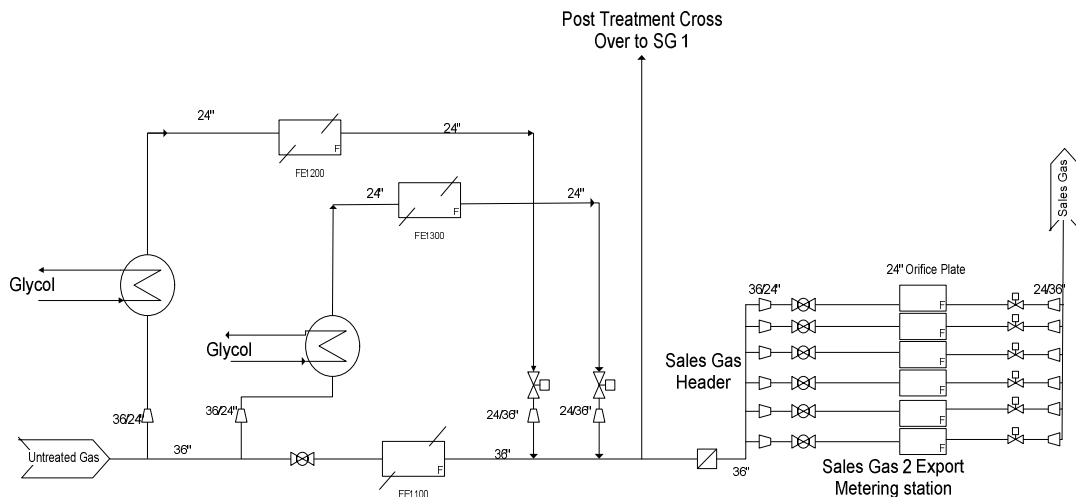 Post Treatment Cross
Over to SG 1
24"
24"
F
FE1200
24"
24"
F
FE1300
Sales Gas
Glycol
24" Orifice Plate
36/24"
24/36"
F
F
Glycol
F
Sales Gas
Header
F
36/24"
36/24"
24/36"
24/36"
F
F
Untreated Gas
36"
F
36"
36"
FE1100
Sales Gas 2 Export
Metering station